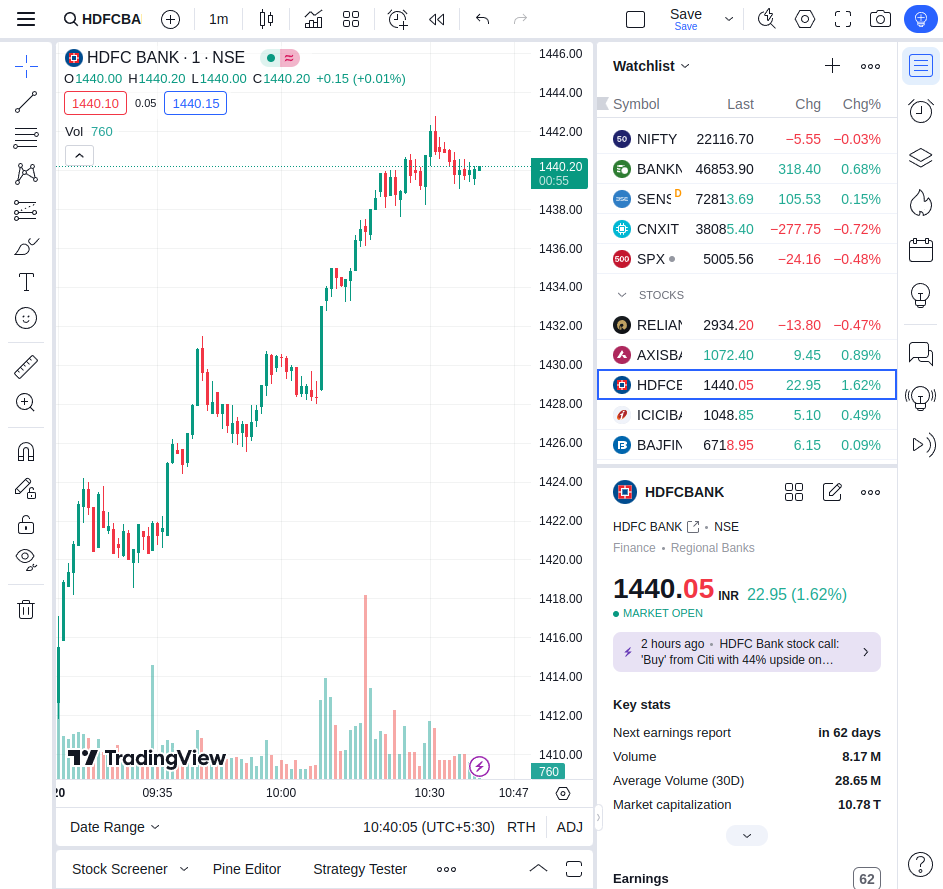 HDFCBA
1m
Save
Save
HDFC BANK · 1 · NSE
O1440.00 H1440.20 L1440.00 C1440.20 +0.15 (+0.01%)
1440.10 0.05 1440.15
Vol 760
1446.00
1444.00
1442.00
1440.20
00:55
1438.00
1436.00
1434.00
1432.00
1430.00
1428.00
1426.00
1424.00
1422.00
1420.00
1418.00
1416.00
1414.00
1412.00
1410.00
760
TradingView
20 09:35 10:00 10:30 10:47
Date Range
10:40:05 (UTC+5:30) RTH ADJ
Stock Screener Pine Editor Strategy Tester
Watchlist
Symbol Last Chg Chg%
50 NIFTY 22116.70 −5.55 −0.03%
BANKN 46853.90 318.40 0.68%
SENS D 72813.69 105.53 0.15%
CNXIT 38085.40 −277.75 −0.72%
500 SPX 5005.56 −24.16 −0.48%
STOCKS
RELIAN 2934.20 −13.80 −0.47%
AXISBA 1072.40 9.45 0.89%
HDFCB 1440.05 22.95 1.62%
ICICIBA 1048.85 5.10 0.49%
BAJFIN 6718.95 6.15 0.09%
HDFCBANK
HDFC BANK • NSE
Finance • Regional Banks
1440.05 INR 22.95 (1.62%)
MARKET OPEN
2 hours ago • HDFC Bank stock call:
'Buy' from Citi with 44% upside on…
Key stats
Next earnings report in 62 days
Volume 8.17 M
Average Volume (30D) 28.65 M
Market capitalization 10.78 T
Earnings 62